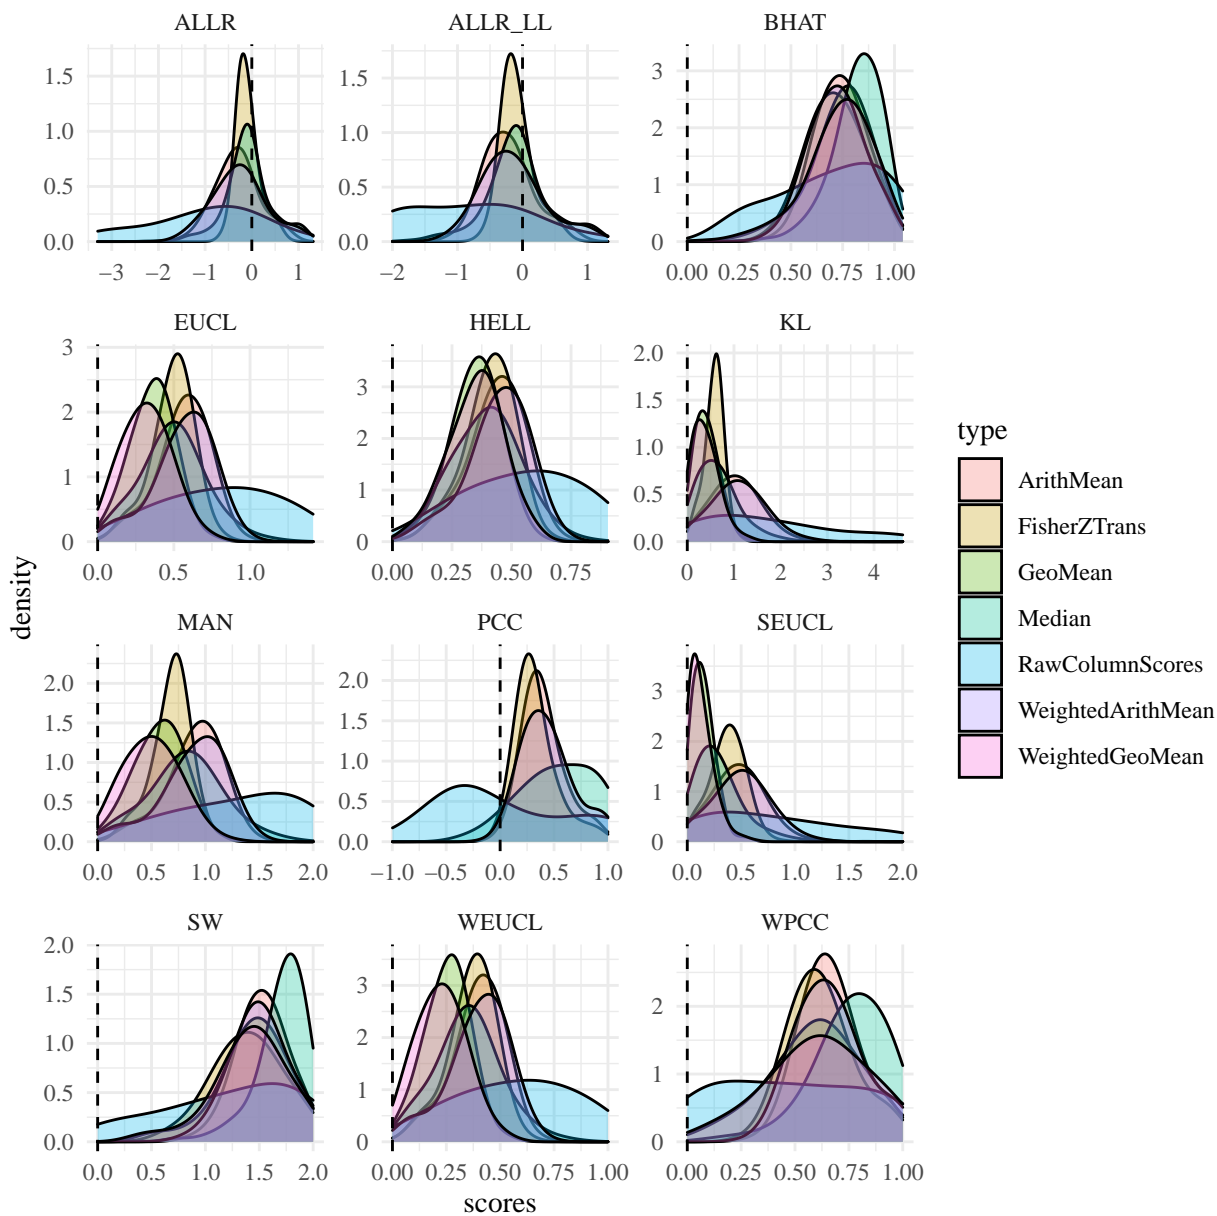 ALLR ALLR_LL BHAT
1.5 1.5 3
1.0 1.0 2
0.5 0.5 1
0.0 0.0 0
−3 −2 −1 0 1 −2 −1 0 1 0.00 0.25 0.50 0.75 1.00
EUCL HELL KL
3 2.0
2 3 1.5
1 2 1.0
0 1 0.5
0 0.0
0.0 0.5 1.0 0.00 0.25 0.50 0.75 0 1 2 3 4
MAN PCC SEUCL
2.0 2.0 3
1.5 1.5 2
1.0 1.0 1
0.5 0.5 0
0.0 0.0
0.0 0.5 1.0 1.5 2.0 −1.0 −0.5 0.0 0.5 1.0 0.0 0.5 1.0 1.5 2.0
SW WEUCL WPCC
2.0 3 2
1.5 2 1
1.0 1 0
0.5 0
0.0
0.0 0.5 1.0 1.5 2.0 0.00 0.25 0.50 0.75 1.00 0.00 0.25 0.50 0.75 1.00
scores
density
type
ArithMean
FisherZTrans
GeoMean
Median
RawColumnScores
WeightedArithMean
WeightedGeoMean